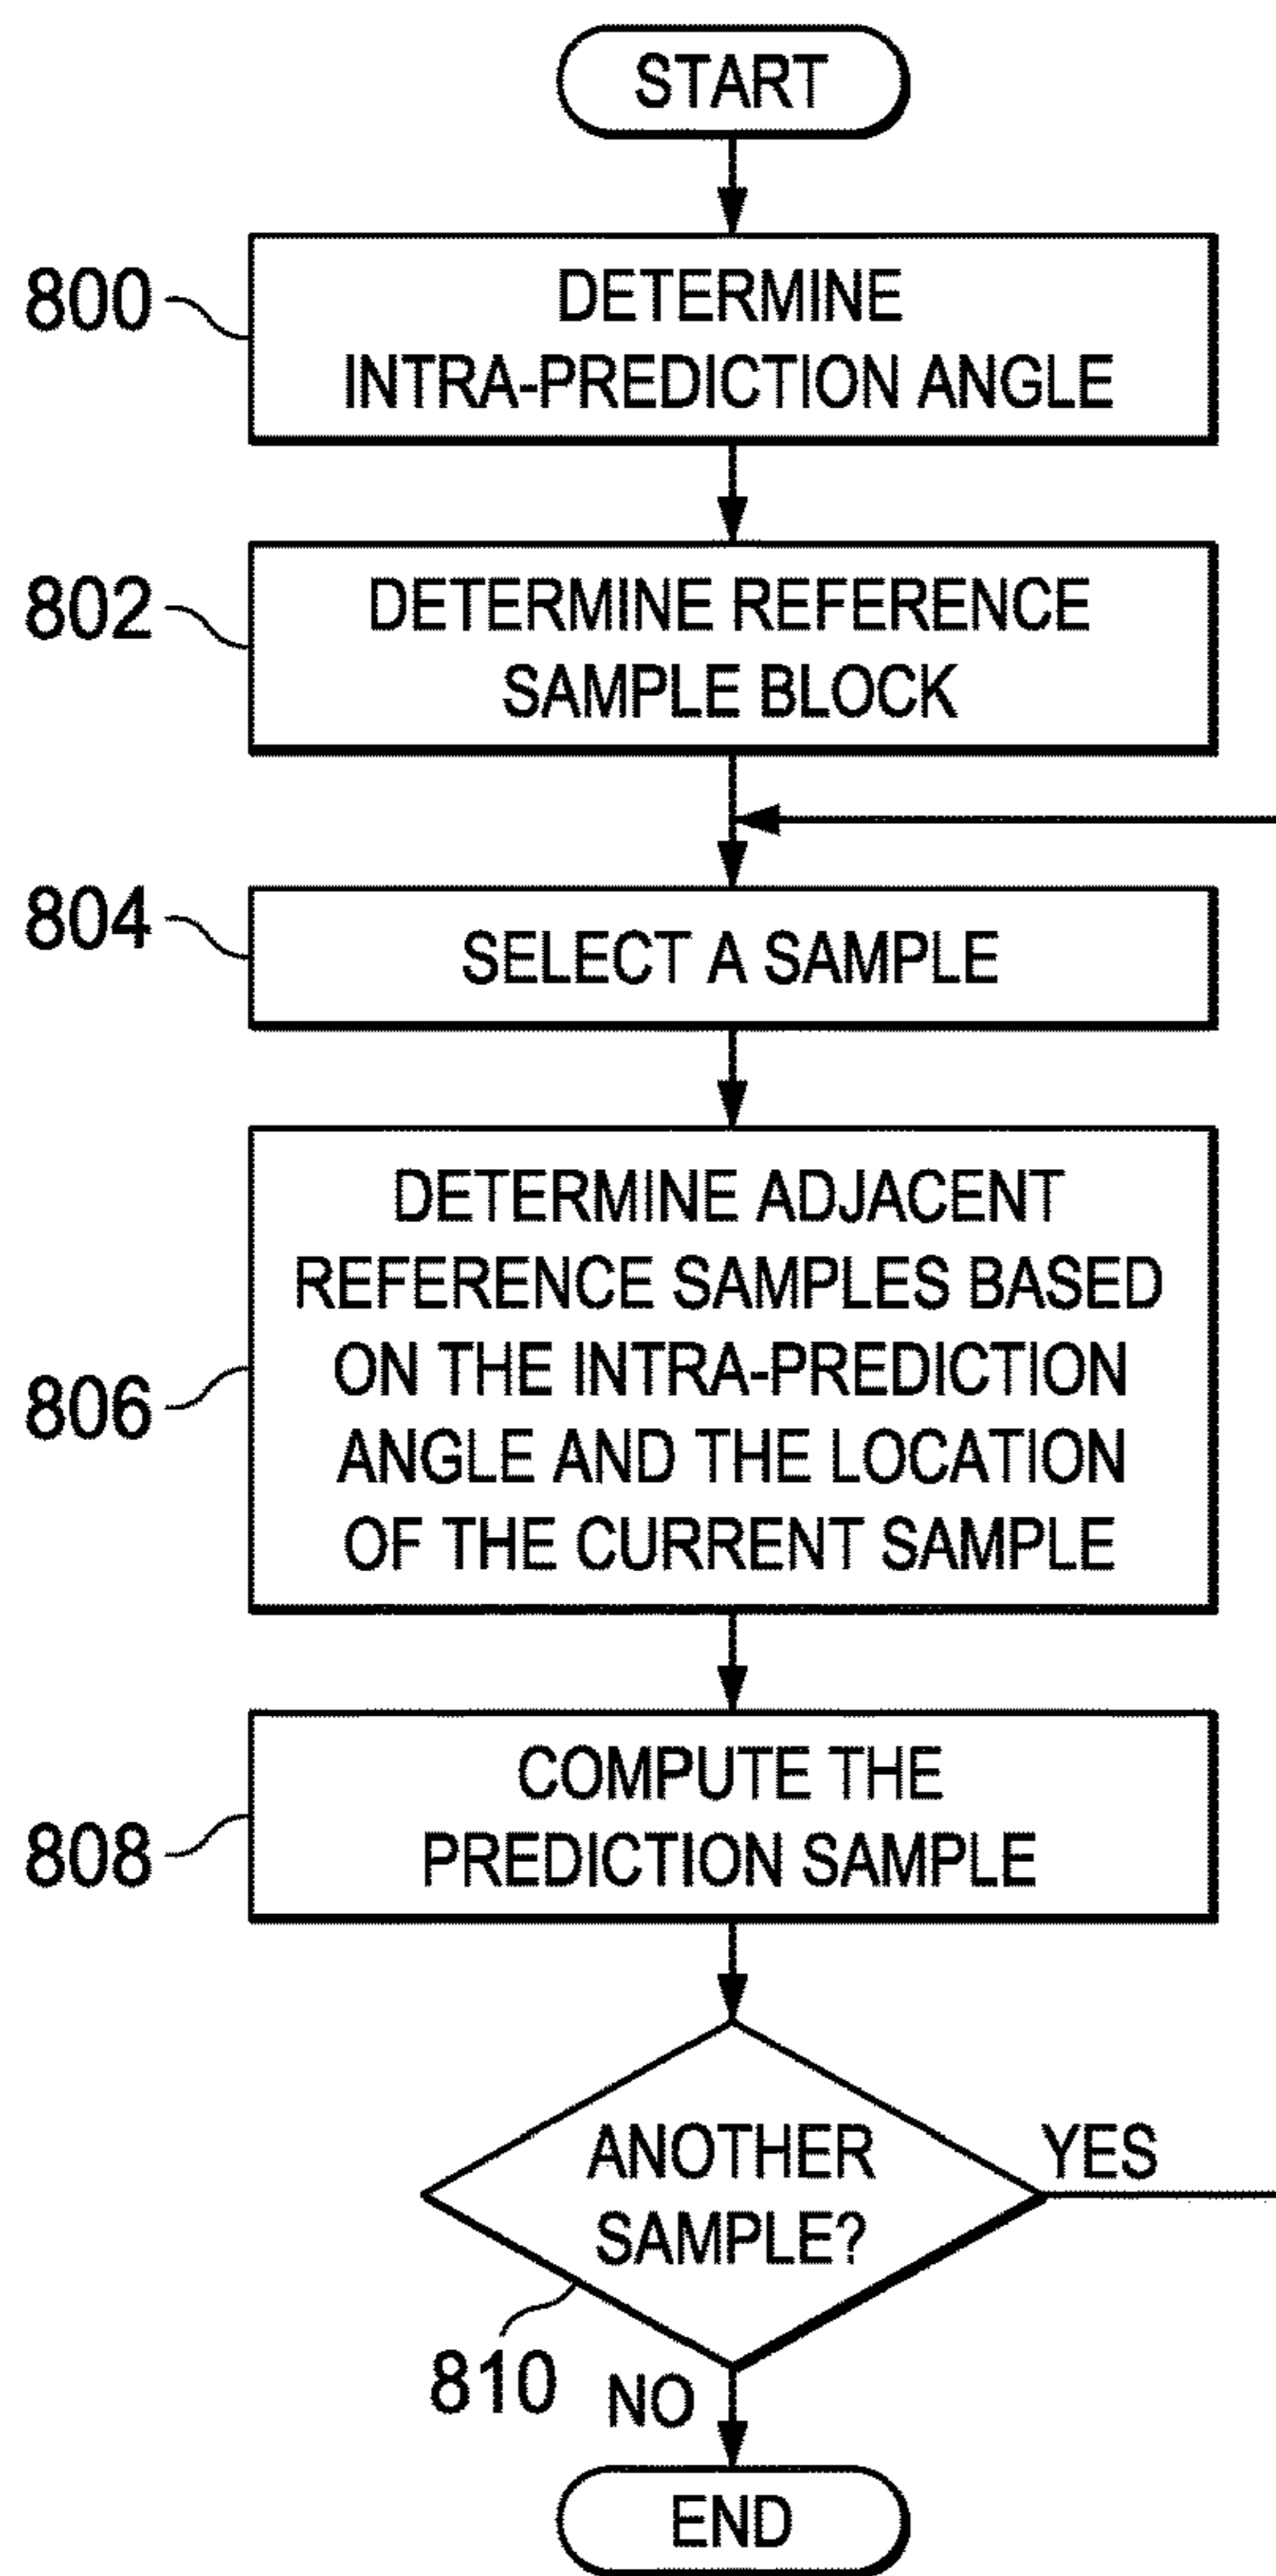 START
800
DETERMINE
INTRA-PREDICTION ANGLE
802
DETERMINE REFERENCE
SAMPLE BLOCK
804
SELECT A SAMPLE
DETERMINE ADJACENT
REFERENCE SAMPLES BASED
ON THE INTRA-PREDICTION
806
ANGLE AND THE LOCATION
OF THE CURRENT SAMPLE
COMPUTE THE
808
PREDICTION SAMPLE
ANOTHER
YES
SAMPLE?
810
NO
END